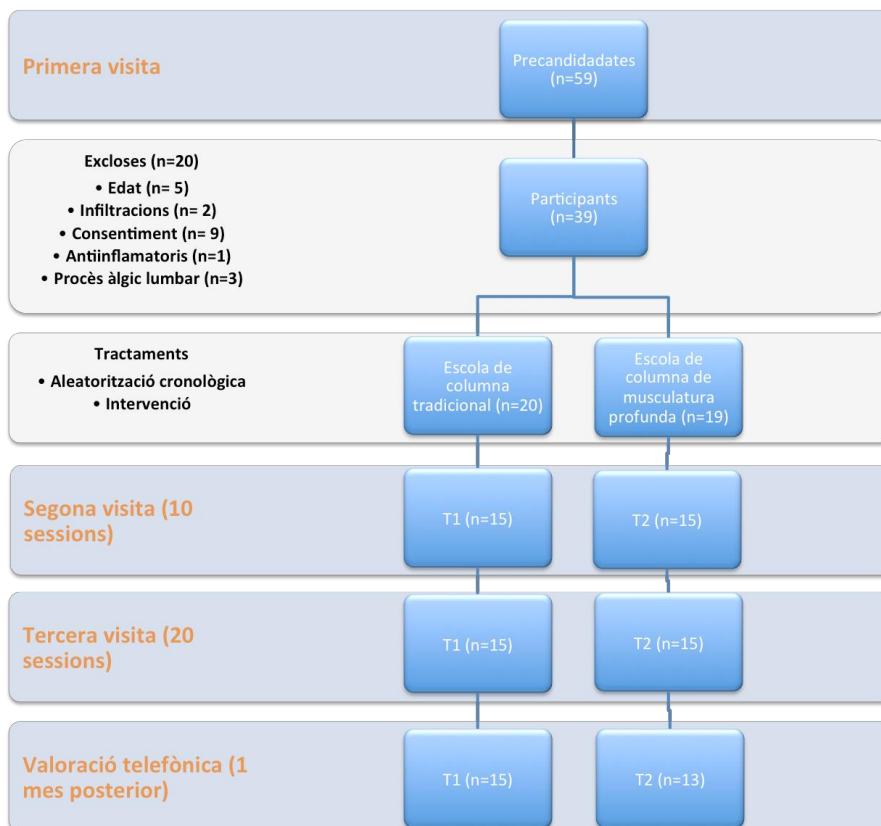 Primera visita
Precandidadates
(n=59)
Excloses (n=20)
• Edat (n= 5)
• Infiltracions (n= 2)
• Consentiment (n= 9)
• Antiinflamatoris (n=1)
• Procès àlgic lumbar (n=3)
Participants
(n=39)
Tractaments
• Aleatorització cronològica
• Intervenció
Escola de
columna
tradicional (n=20)
Escola de
columna de
musculatura
profunda (n=19)
Segona visita (10
sessions)
T1 (n=15)
T2 (n=15)
Tercera visita (20
sessions)
T1 (n=15)
T2 (n=15)
Valoració telefònica (1
mes posterior)
T1 (n=15)
T2 (n=13)